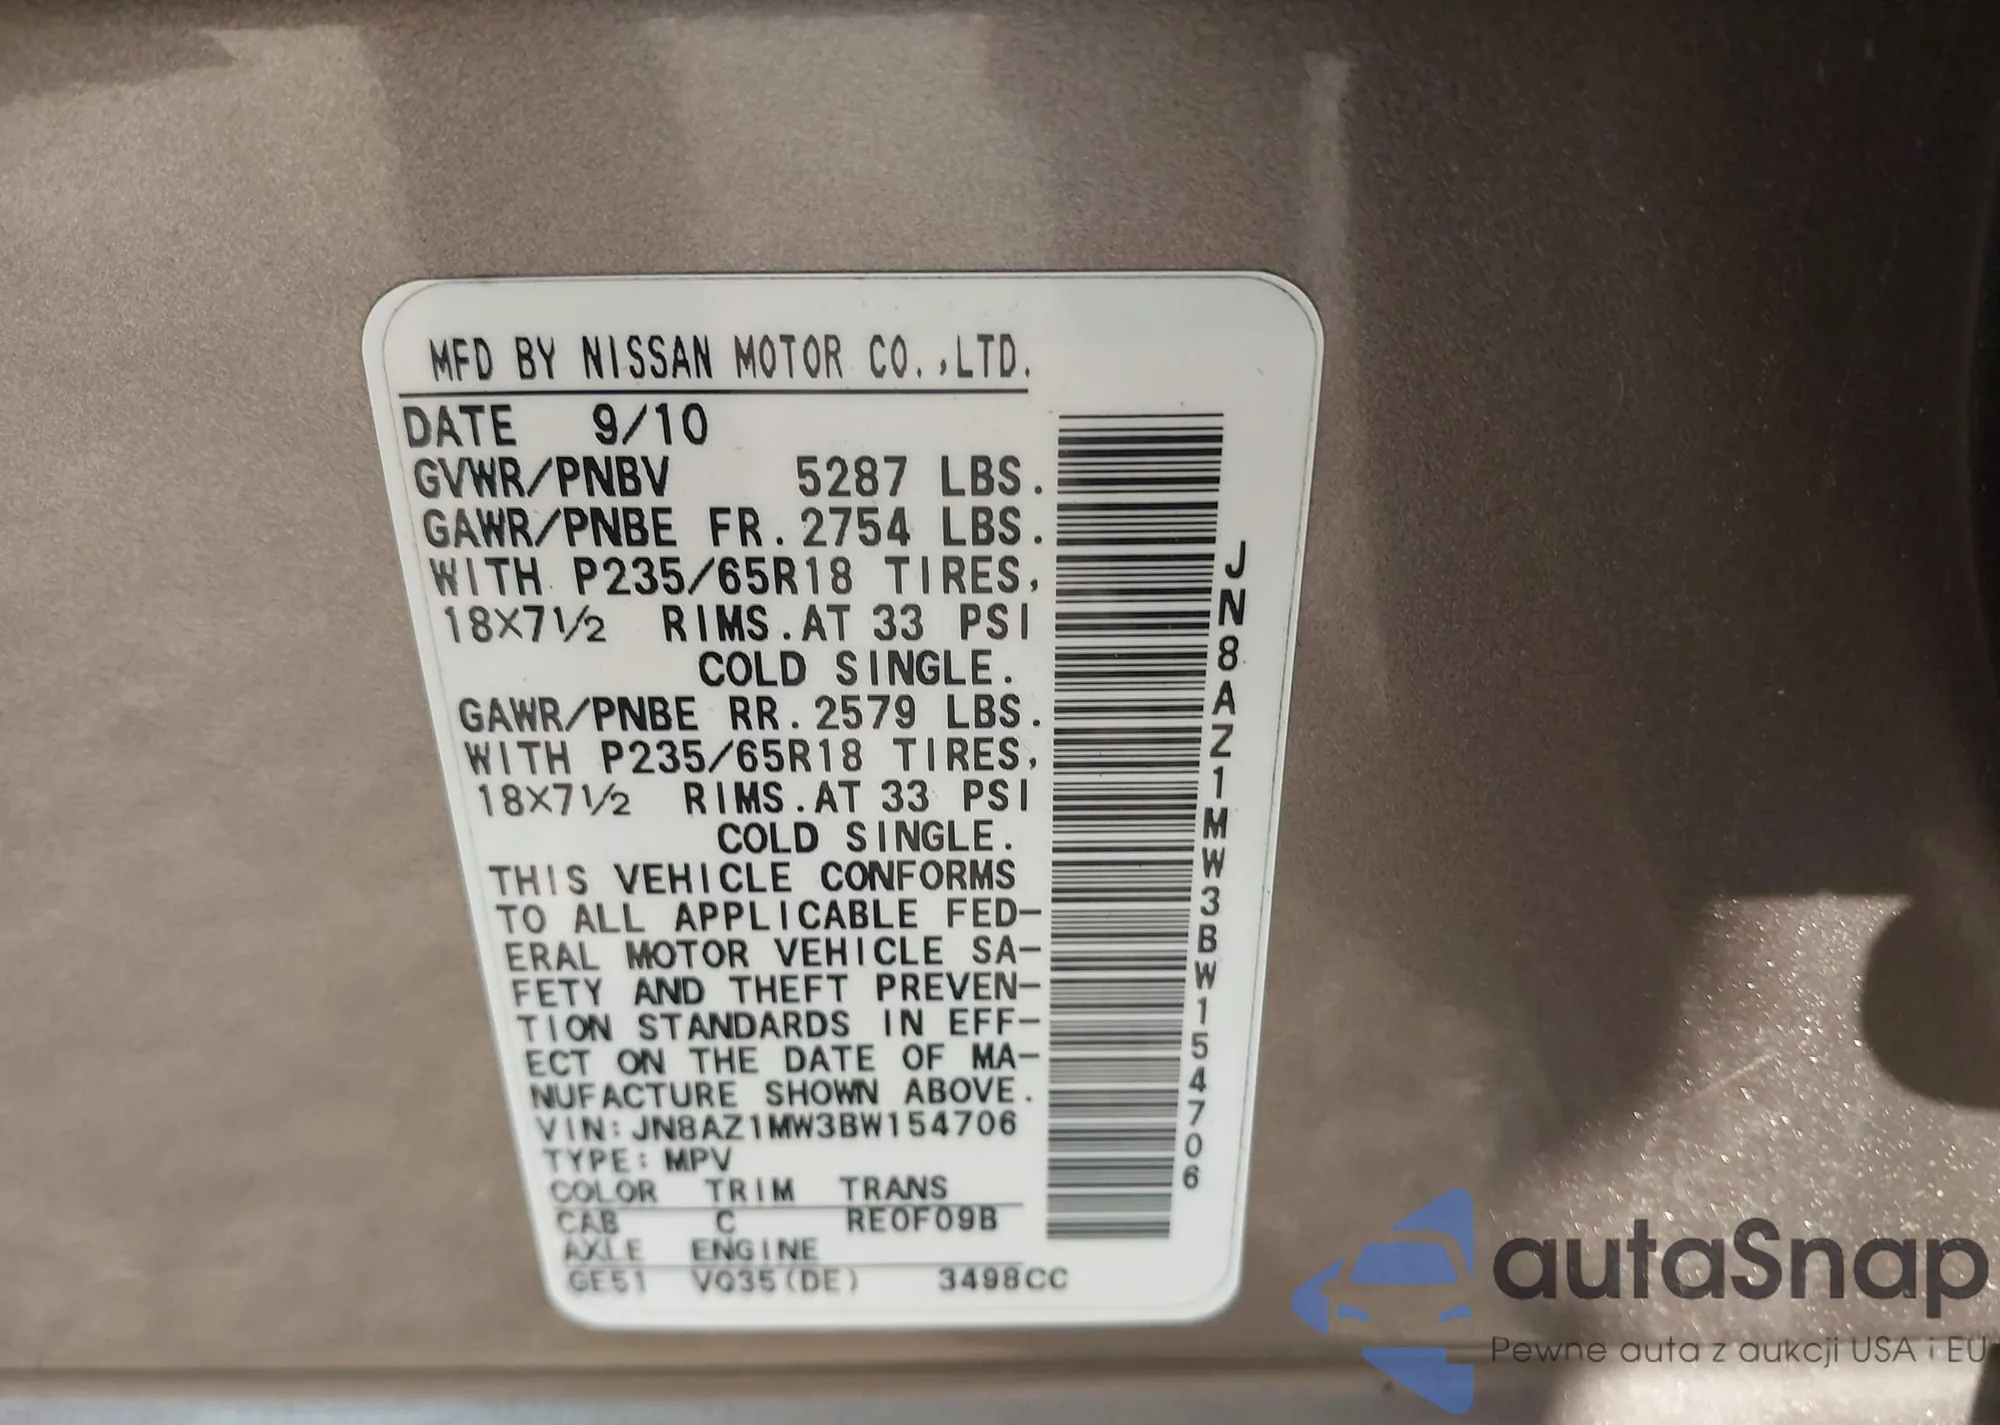 MFD BY NISSAN MOTOR CO.,LTD.
DATE 9/10
GVWR/PNBV 5287 LBS.
GAWR/PNBE FR.2754 LBS.
WITH P235/65R18 TIRES,
18X7 1/2 RIMS.AT 33 PSI
COLD SINGLE.
GAWR/PNBE RR.2579 LBS.
WITH P235/65R18 TIRES,
18X7 1/2 RIMS.AT 33 PSI
COLD SINGLE.
THIS VEHICLE CONFORMS
TO ALL APPLICABLE FED-
ERAL MOTOR VEHICLE SA-
FETY AND THEFT PREVEN-
TION STANDARDS IN EFF-
ECT ON THE DATE OF MA-
NUFACTURE SHOWN ABOVE.
VIN:JN8AZ1MW3BW154706
TYPE:MPV
COLOR TRIM TRANS
CAB C RE0F09B
AXLE ENGINE
GE51 VQ35(DE) 3498CC
JN8AZ1MW3BW154706
autaSnap
Pewne auta z aukcji USA i EU